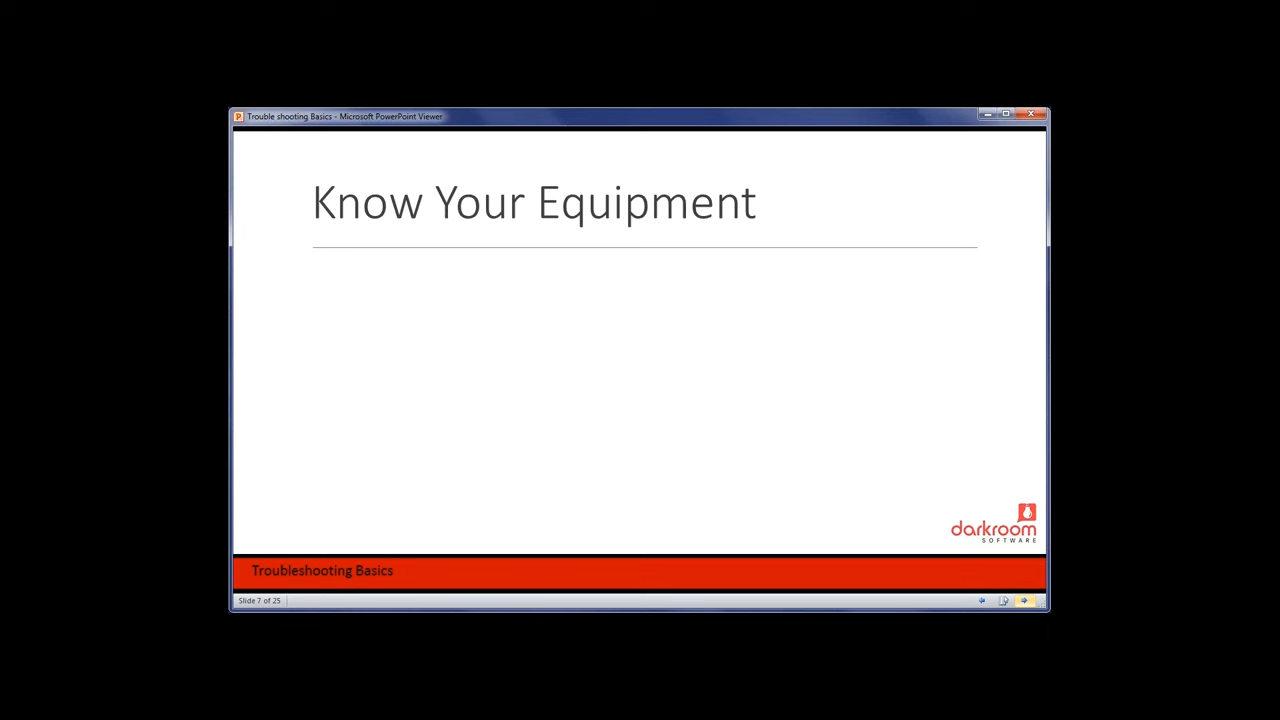 Trouble shooting Basics - Microsoft PowerPoint Viewer
Know Your Equipment
darkroom
SOFTWARE
Troubleshooting Basics
Slide 7 of 25